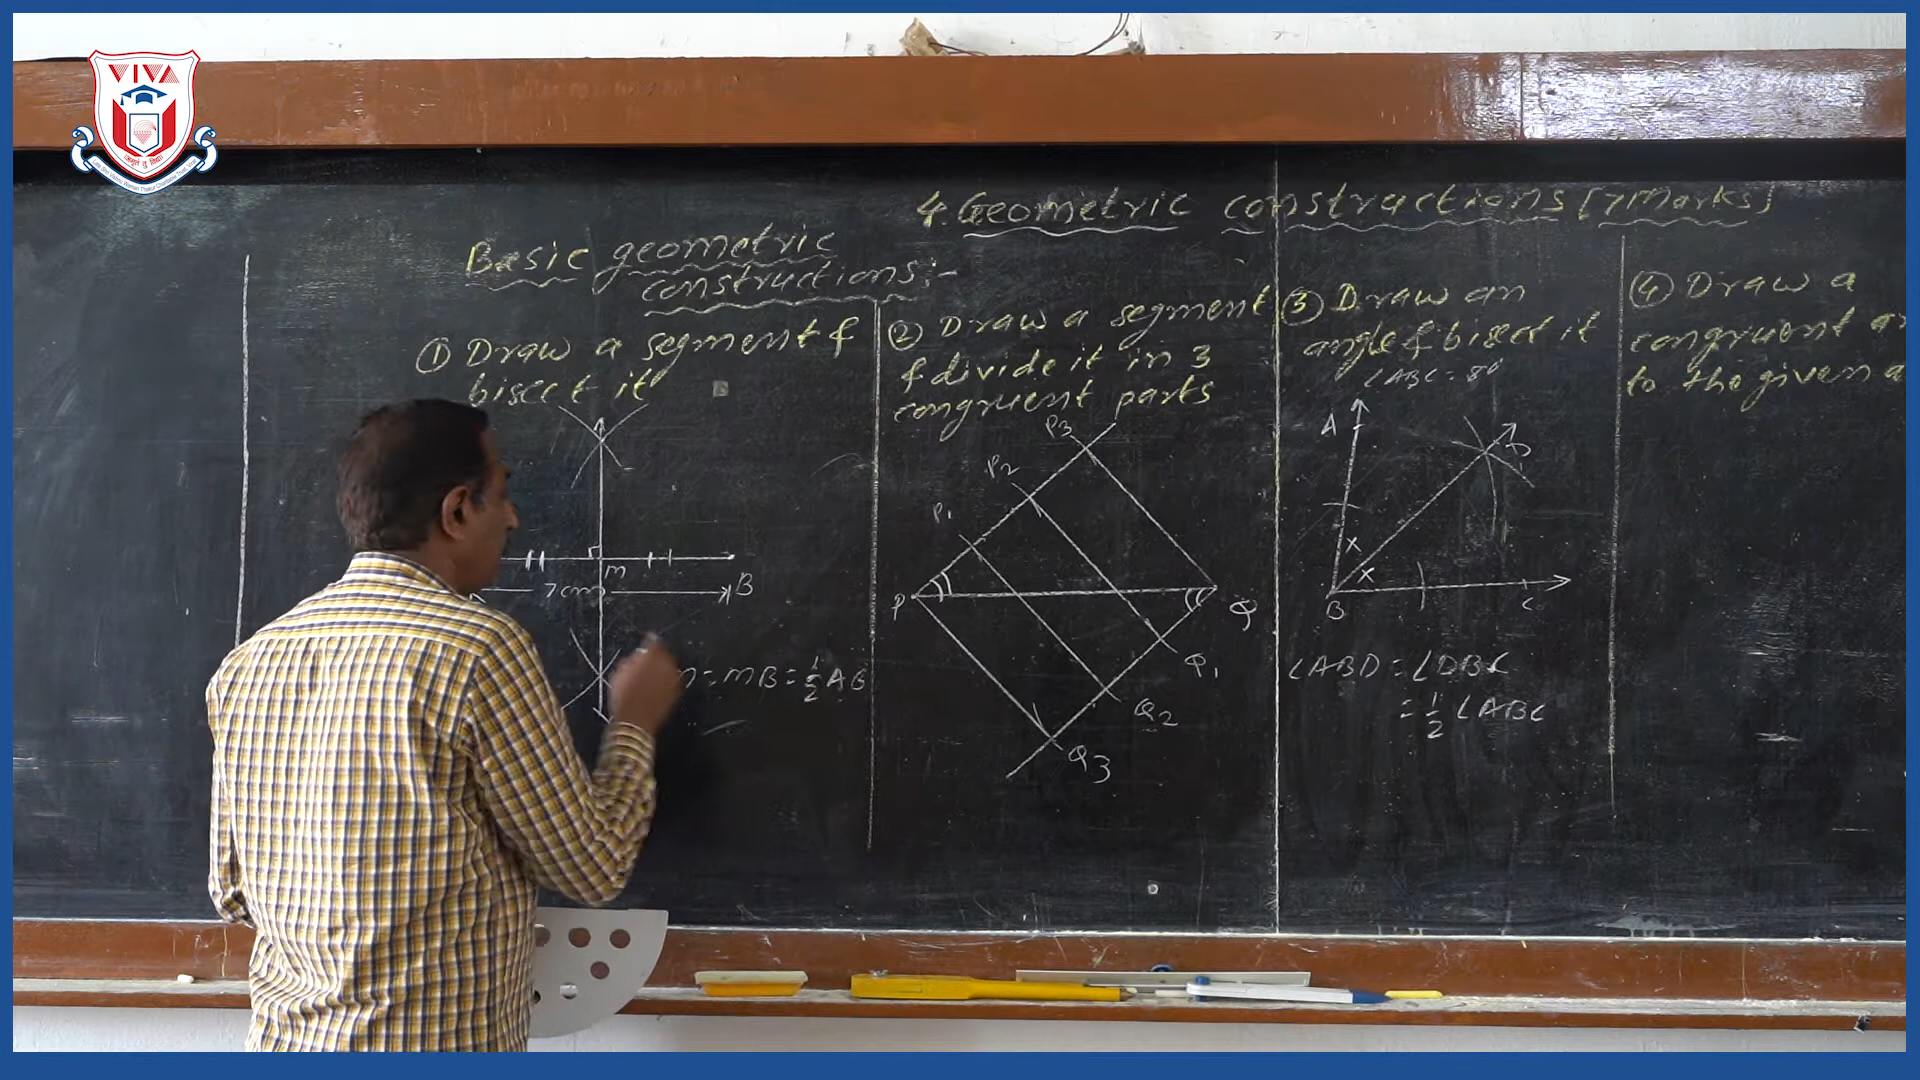 VIVA
4. Geometric constructions [7 Marks]
Basic geometric
constructions:-
① Draw a segment &
bisect it
M
7cm
B
= MB = 1/2 AB
② Draw a segment
& divide it in 3
congruent parts
P3
P2
P1
P
Q
Q1
Q2
Q3
③ Draw an
angle & bisect it
∠ABC = 80°
A
D
x
x
B
C
∠ABD = ∠DBC
= 1/2 ∠ABC
④ Draw a
congruent
to the given